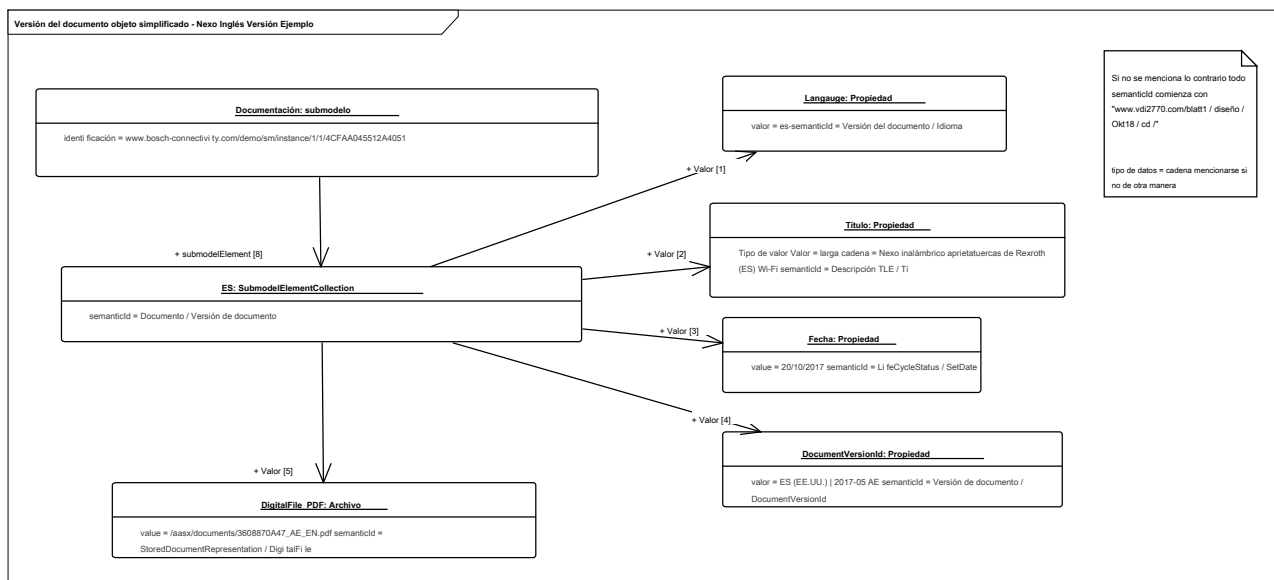 Versión del documento objeto simplificado - Nexo Inglés Versión Ejemplo
Documentación: submodelo
identi ficación = www.bosch-connectivi ty.com/demo/sm/instance/1/1/4CFAA045512A4051
Langauge: Propiedad
valor = es-semanticId = Versión del documento / Idioma
Si no se menciona lo contrario todo
semanticId comienza con
"www.vdi2770.com/blatt1 / diseño /
Okt18 / cd /"
tipo de datos = cadena mencionarse si
no de otra manera
+ Valor [1]
Título: Propiedad
Tipo de valor Valor = larga cadena = Nexo inalámbrico aprietatuercas de Rexroth
(ES) Wi-Fi semanticId = Descripción TLE / Ti
+ submodelElement [8]
+ Valor [2]
ES: SubmodelElementCollection
semanticId = Documento / Versión de documento
+ Valor [3]
Fecha: Propiedad
value = 20/10/2017 semanticId = Li feCycleStatus / SetDate
+ Valor [4]
DocumentVersionId: Propiedad
valor = ES (EE.UU.) | 2017-05 AE semanticId = Versión de documento /
DocumentVersionId
+ Valor [5]
DigitalFile_PDF: Archivo
value = /aasx/documents/3608870A47_AE_EN.pdf semanticId =
StoredDocumentRepresentation / Digi talFi le